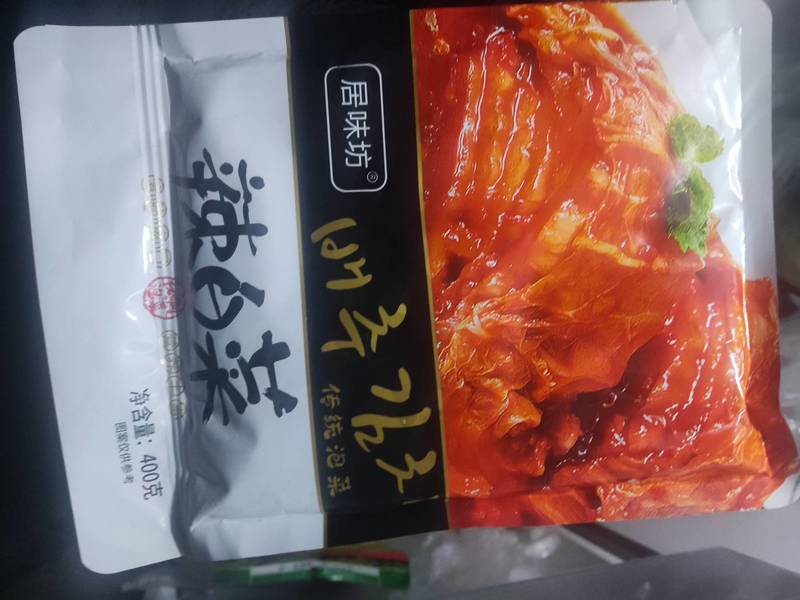 居味坊®
배추김치
传统泡菜
辣白菜
净含量：400克
图案仅供参考